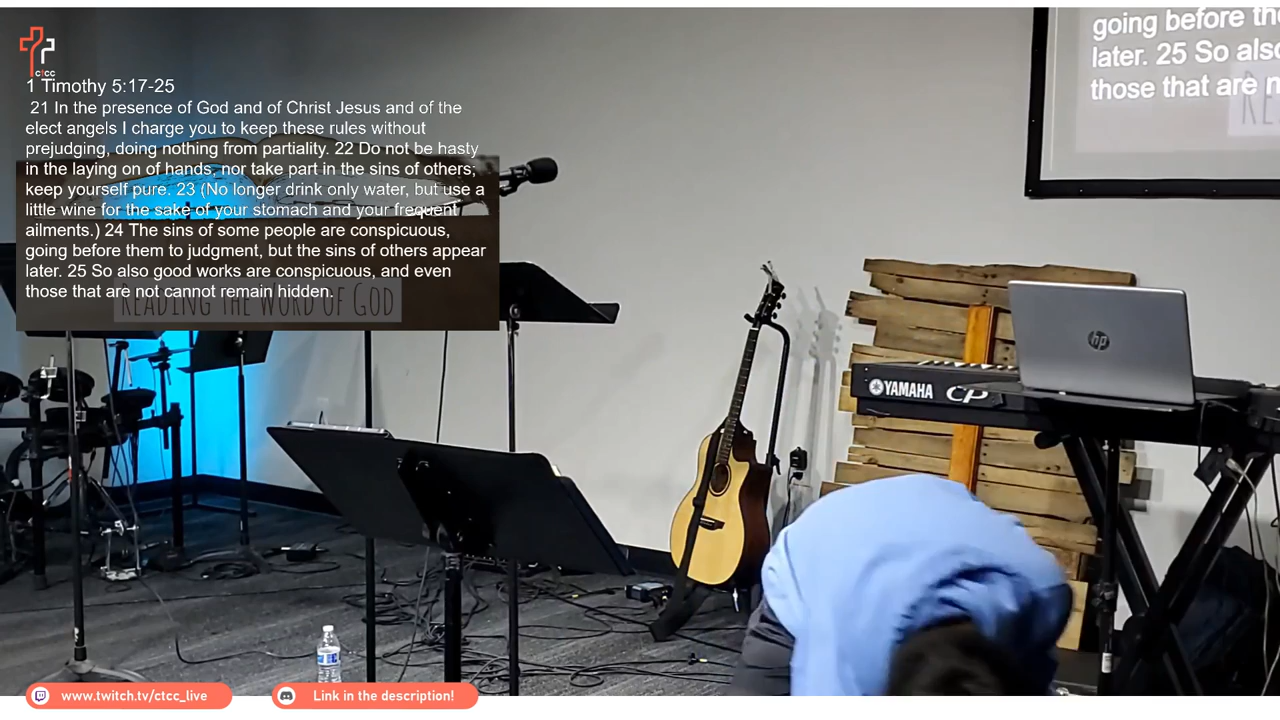 ctcc
1 Timothy 5:17-25
21 In the presence of God and of Christ Jesus and of the
elect angels I charge you to keep these rules without
prejudging, doing nothing from partiality. 22 Do not be hasty
in the laying on of hands, nor take part in the sins of others;
keep yourself pure. 23 (No longer drink only water, but use a
little wine for the sake of your stomach and your frequent
ailments.) 24 The sins of some people are conspicuous,
going before them to judgment, but the sins of others appear
later. 25 So also good works are conspicuous, and even
those that are not cannot remain hidden.
READING THE WORD OF GOD
going before the
later. 25 So also
those that are n
RE
hp
YAMAHA CP
www.twitch.tv/ctcc_live
Link in the description!